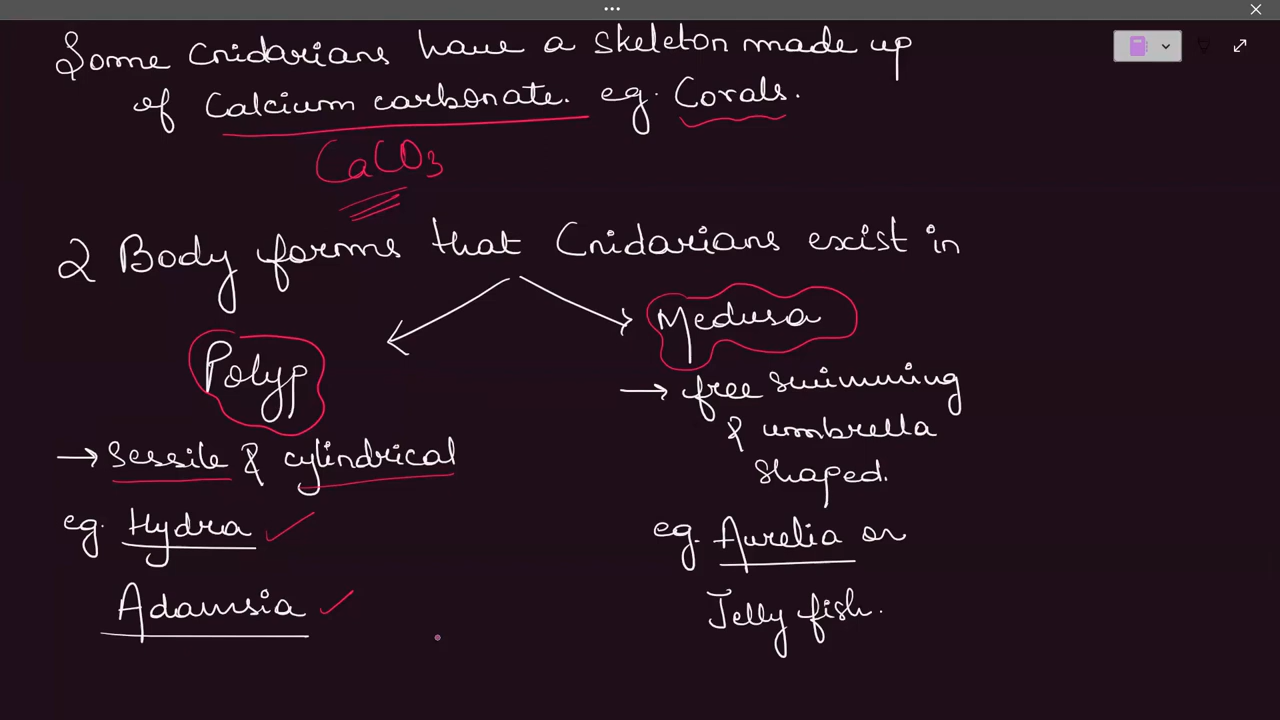 Some Cnidarians have a skeleton made up
of Calcium carbonate. eg. Corals.
CaCO3
2 Body forms that Cnidarians exist in
Medusa
Polyp
→ free swimming
& umbrella
shaped.
→ Sessile & cylindrical
eg. Hydra ✓
Adamsia ✓
eg. Aurelia or
Jelly fish.